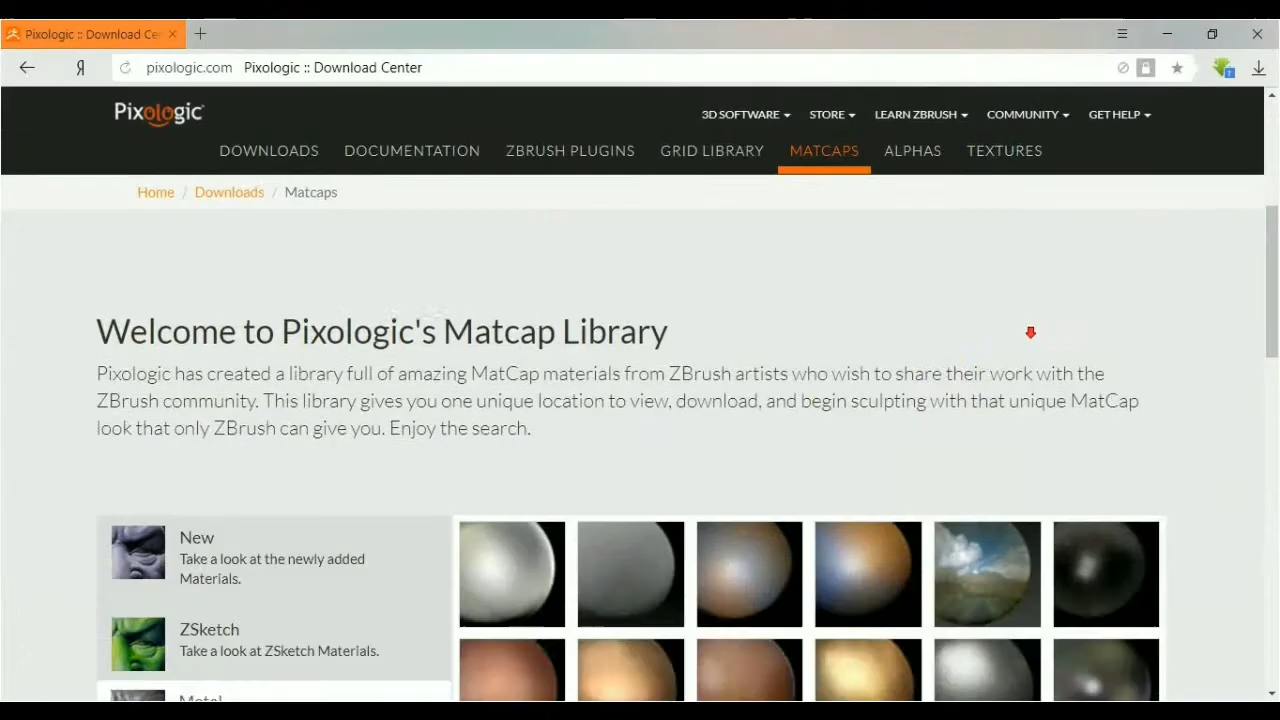 Pixologic :: Download Ce
Я
pixologic.com Pixologic :: Download Center
Pixologic
3D SOFTWARE STORE LEARN ZBRUSH COMMUNITY GET HELP
DOWNLOADS DOCUMENTATION ZBRUSH PLUGINS GRID LIBRARY MATCAPS ALPHAS TEXTURES
Home / Downloads / Matcaps
Welcome to Pixologic's Matcap Library
Pixologic has created a library full of amazing MatCap materials from ZBrush artists who wish to share their work with the
ZBrush community. This library gives you one unique location to view, download, and begin sculpting with that unique MatCap
look that only ZBrush can give you. Enjoy the search.
New
Take a look at the newly added
Materials.
ZSketch
Take a look at ZSketch Materials.
Metal